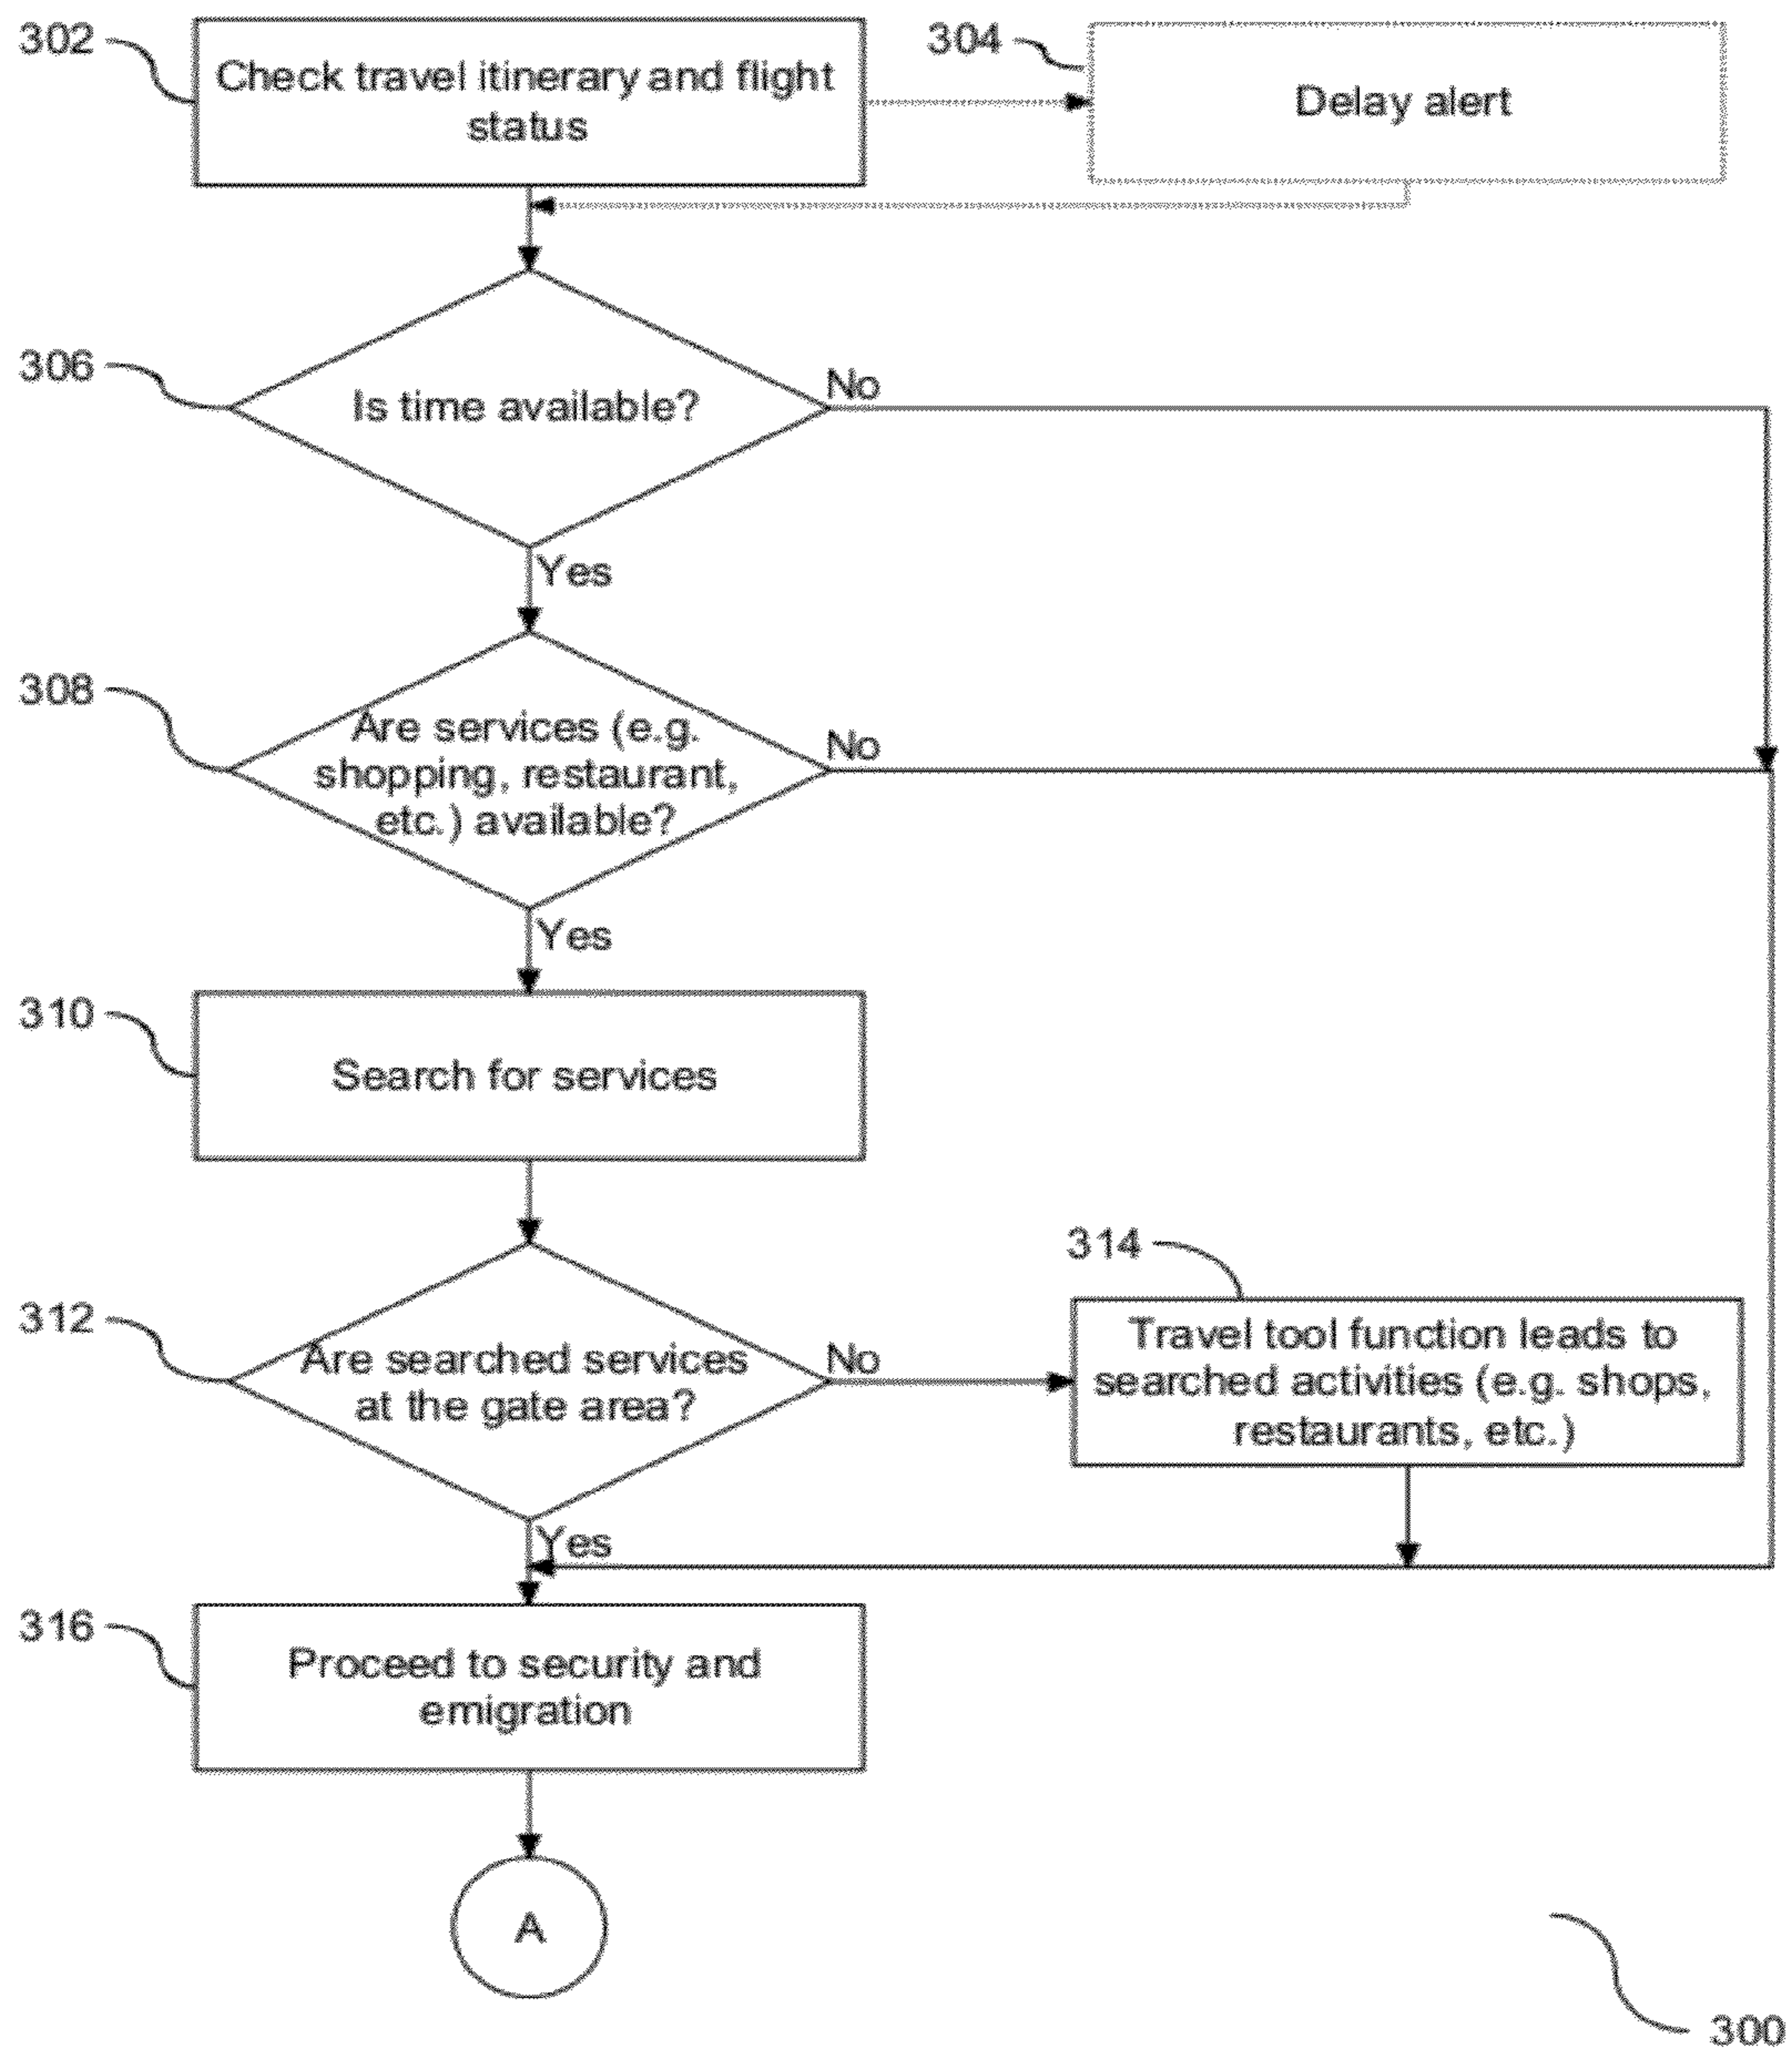 302
Check travel itinerary and flight
status
304
Delay alert
306
Is time available?
No
Yes
308
Are services (e.g.
shopping, restaurant,
etc.) available?
No
Yes
310
Search for services
312
Are searched services
at the gate area?
No
314
Travel tool function leads to
searched activities (e.g. shops,
restaurants, etc.)
Yes
316
Proceed to security and
emigration
A
300